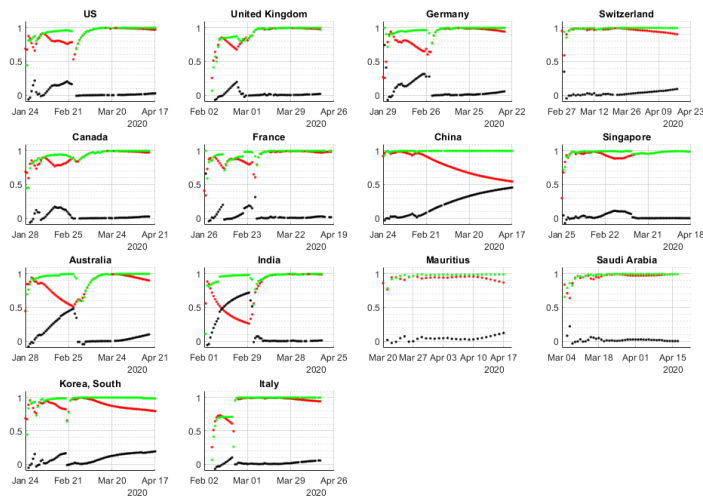 US
1
0.5
0
Jan 24 Feb 21 Mar 20 Apr 17
2020
United Kingdom
1
0.5
0
Feb 02 Mar 01 Mar 29 Apr 26
2020
Germany
1
0.5
0
Jan 29 Feb 26 Mar 25 Apr 22
2020
Switzerland
1
0.5
0
Feb 27 Mar 12 Mar 26 Apr 09 Apr 23
2020
Canada
1
0.5
0
Jan 28 Feb 25 Mar 24 Apr 21
2020
France
1
0.5
0
Jan 26 Feb 23 Mar 22 Apr 19
2020
China
1
0.5
0
Jan 24 Feb 21 Mar 20 Apr 17
2020
Singapore
1
0.5
0
Jan 25 Feb 22 Mar 21 Apr 18
2020
Australia
1
0.5
0
Jan 28 Feb 25 Mar 24 Apr 21
2020
India
1
0.5
0
Feb 01 Feb 29 Mar 28 Apr 25
2020
Mauritius
1
0.5
0
Mar 20 Mar 27 Apr 03 Apr 10 Apr 17
2020
Saudi Arabia
1
0.5
0
Mar 04 Mar 18 Apr 01 Apr 15
2020
Korea, South
1
0.5
0
Jan 24 Feb 21 Mar 20 Apr 17
2020
Italy
1
0.5
0
Feb 02 Mar 01 Mar 29 Apr 26
2020